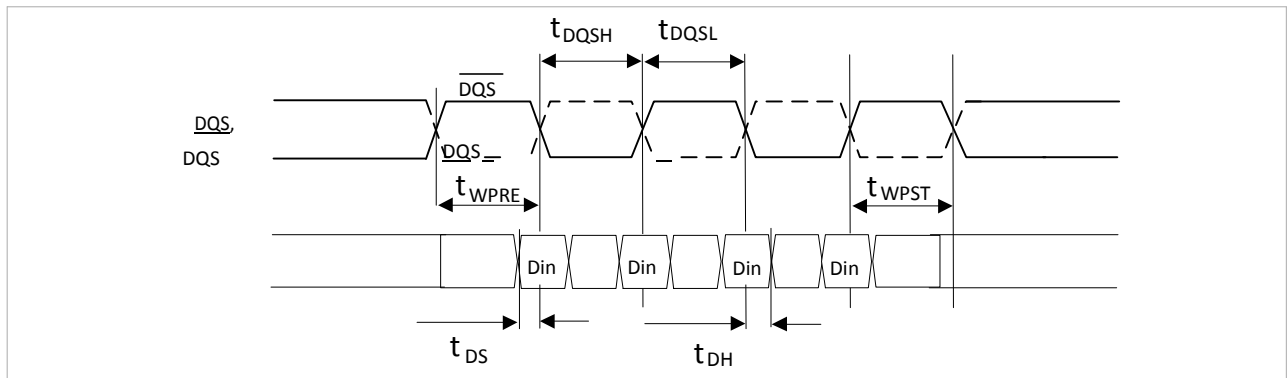 tDQSH tDQSL
DQS
DQS,
DQS
DQS
tWPRE tWPST
Din Din Din Din
tDS tDH